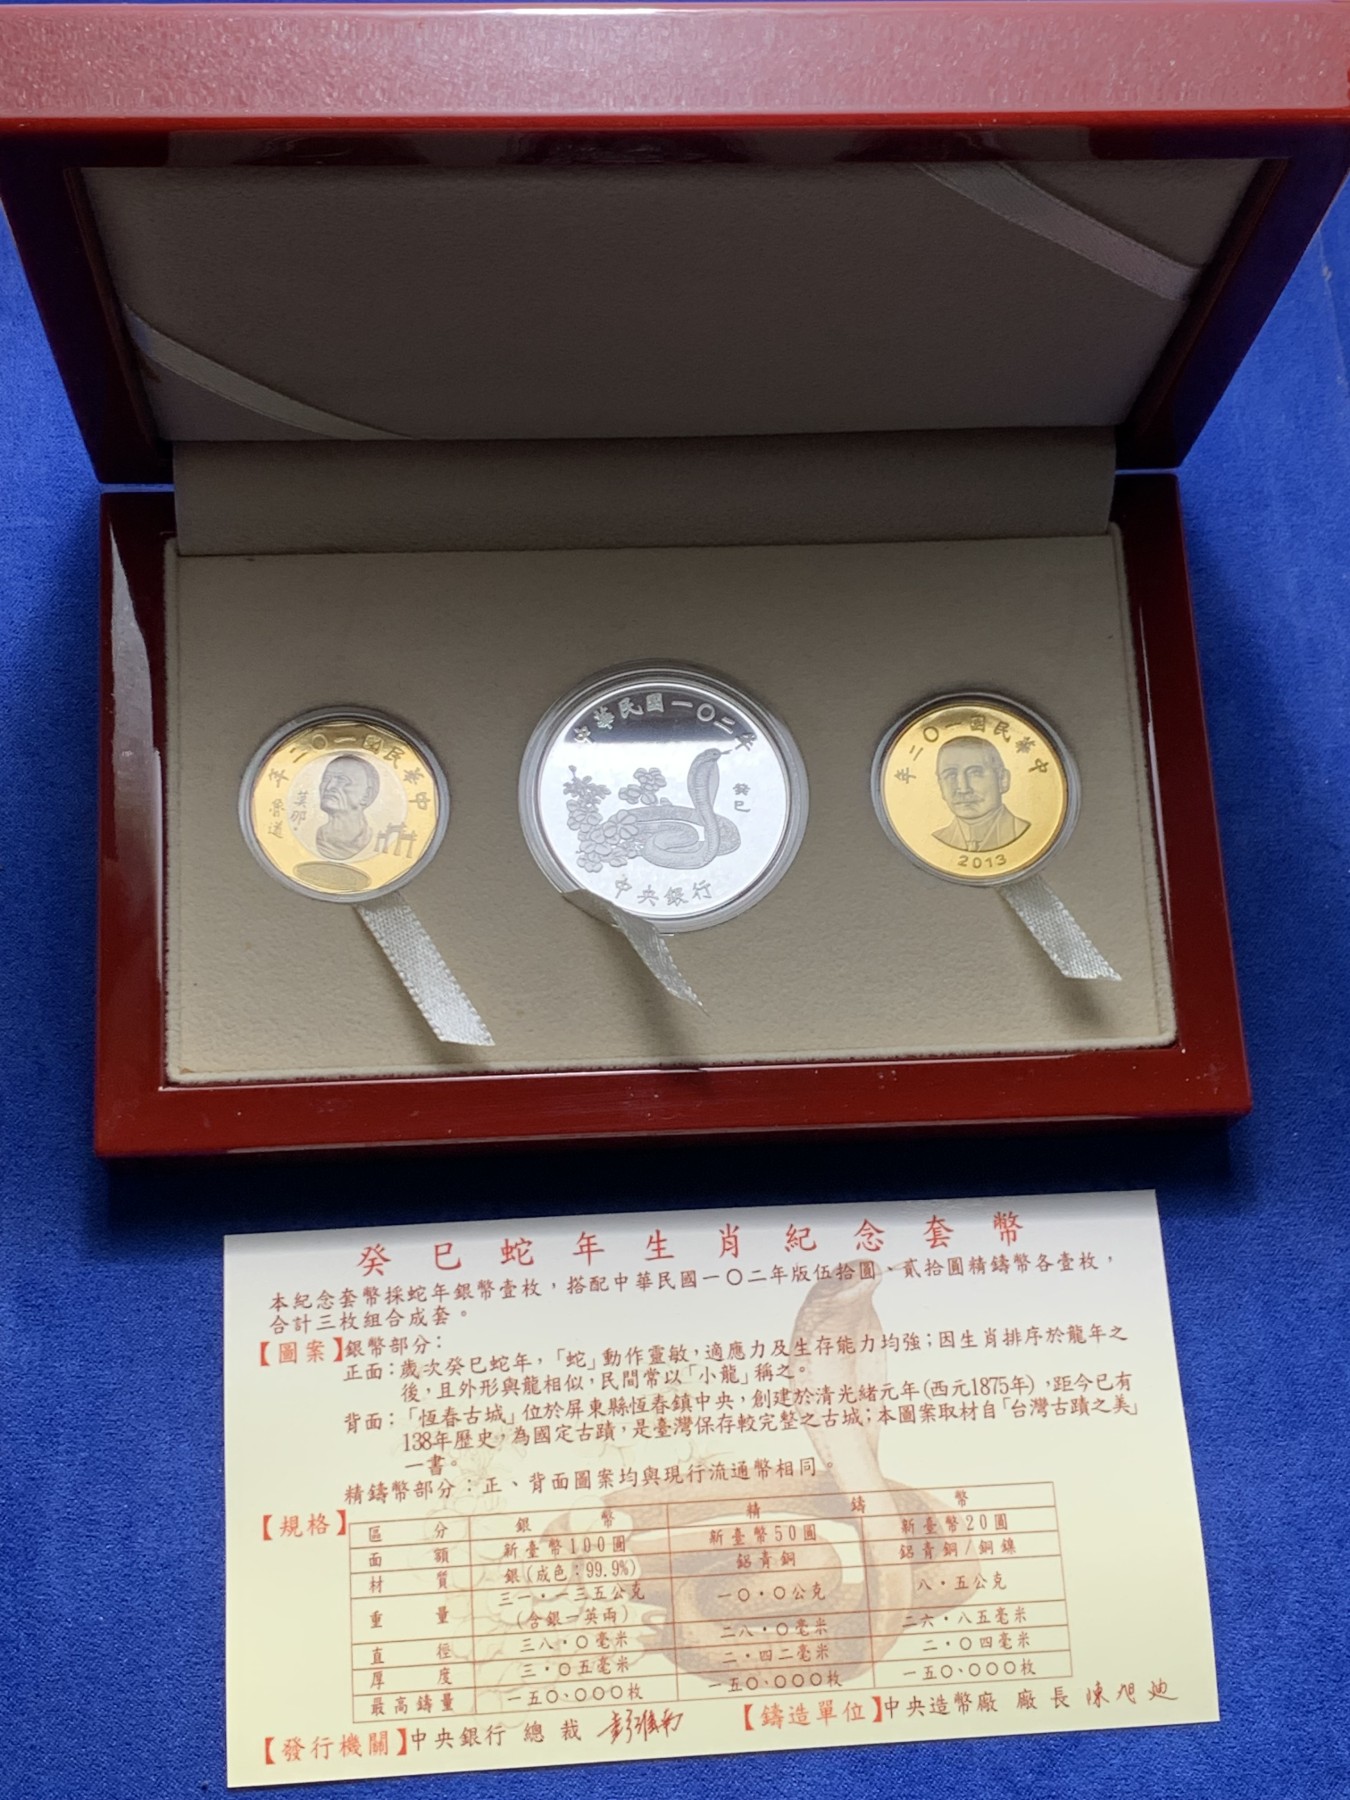 中華民國一〇二年
莫那‧魯道
中華民國一〇二年
癸巳
中央銀行
中華民國一〇二年
2013
癸巳蛇年生肖紀念套幣
本紀念套幣採蛇年銀幣壹枚，搭配中華民國一〇二年版伍拾圓、貳拾圓精鑄幣各壹枚，
合計三枚組合成套。
【圖案】銀幣部分：
正面：歲次癸巳蛇年，「蛇」動作靈敏，適應力及生存能力均強；因生肖排序於龍年之
後，且外形與龍相似，民間常以「小龍」稱之。
背面：「恆春古城」位於屏東縣恆春鎮中央，創建於清光緒元年(西元1875年)，距今已有
138年歷史，為國定古蹟，是臺灣保存較完整之古城；本圖案取材自「台灣古蹟之美」
一書。
精鑄幣部分：正、背面圖案均與現行流通幣相同。
【規格】
區分 銀幣 精鑄幣
面額 新臺幣100圓 新臺幣50圓 新臺幣20圓
材質 銀(成色：99.9%) 鋁青銅 鋁青銅/銅鎳
重量 三一‧一三五公克 一〇‧〇公克 八‧五公克
(含銀一英兩)
直徑 三八‧〇毫米 二八‧〇毫米 二六‧八五毫米
厚度 三‧〇五毫米 二‧四二毫米 二‧〇四毫米
最高鑄量 一五〇、〇〇〇枚 一五〇、〇〇〇枚 一五〇、〇〇〇枚
【發行機關】中央銀行 總裁 彭淮南 【鑄造單位】中央造幣廠 廠長 陳旭迪